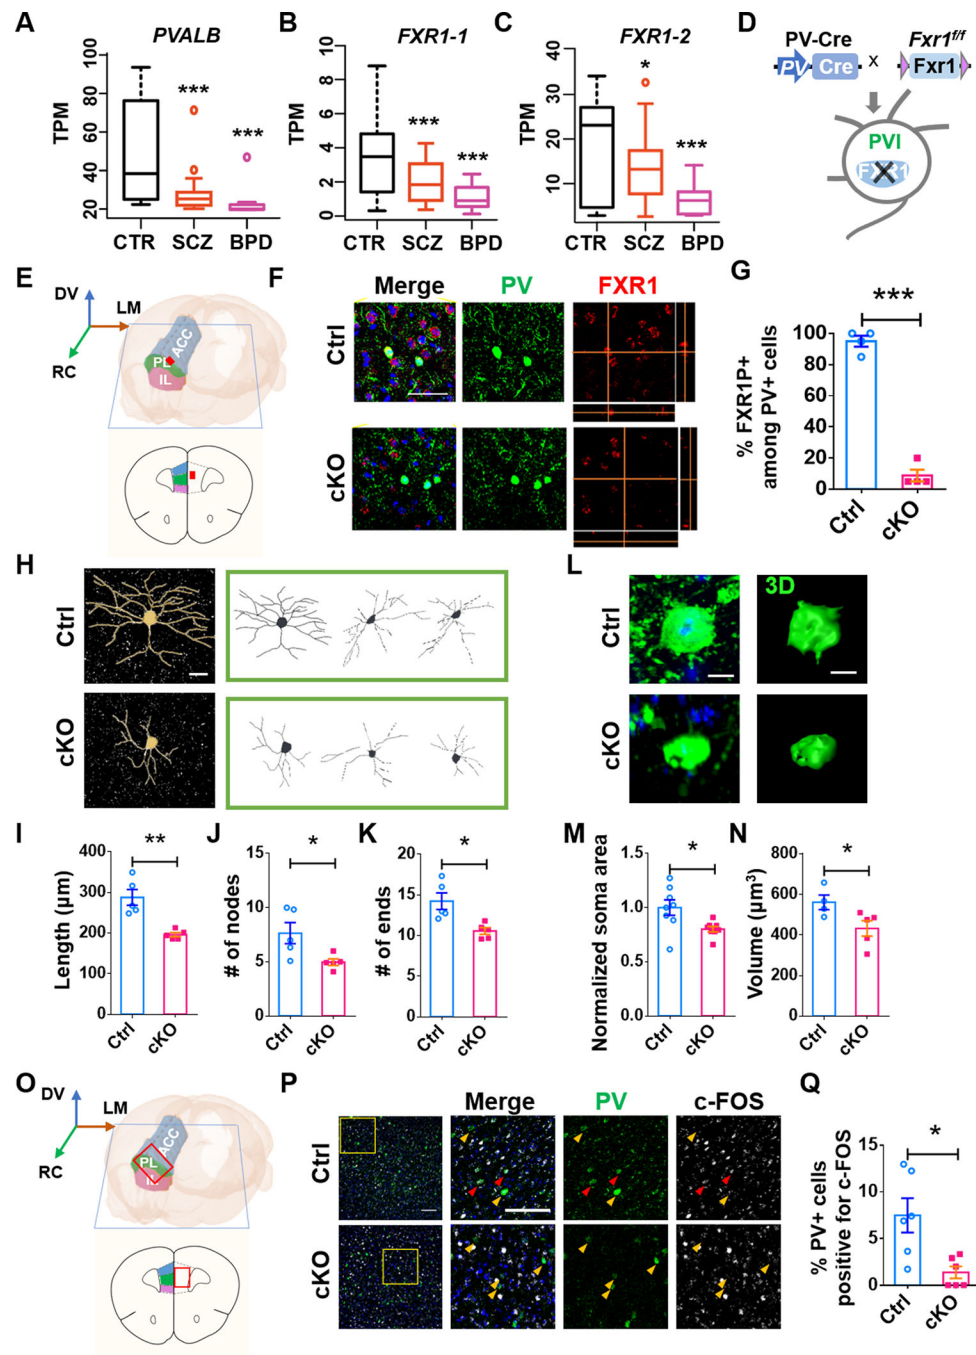 A
PVALB
TPM
100
80
60
40
20
***
***
CTR
SCZ
BPD
B
FXR1-1
TPM
10
8
6
4
2
0
***
***
CTR
SCZ
BPD
C
FXR1-2
TPM
40
30
20
10
*
***
CTR
SCZ
BPD
D
PV-Cre
Fxr1f/f
PV
Cre
x
Fxr1
PVI
FXR1
E
DV
LM
RC
ACC
PL
IL
F
Merge
PV
FXR1
Ctrl
cKO
G
***
% FXR1P+
among PV+ cells
100
80
60
40
20
0
Ctrl
cKO
H
Ctrl
cKO
L
3D
Ctrl
cKO
I
**
Length (µm)
400
300
200
100
0
Ctrl
cKO
J
*
# of nodes
15
10
5
0
Ctrl
cKO
K
*
# of ends
20
15
10
5
0
Ctrl
cKO
M
*
Normalized soma area
1.5
1.0
0.5
0.0
Ctrl
cKO
N
*
Volume (µm3)
800
600
400
200
0
Ctrl
cKO
O
DV
LM
RC
ACC
PL
P
Merge
PV
c-FOS
Ctrl
cKO
Q
*
% PV+ cells
positive for c-FOS
15
10
5
0
Ctrl
cKO